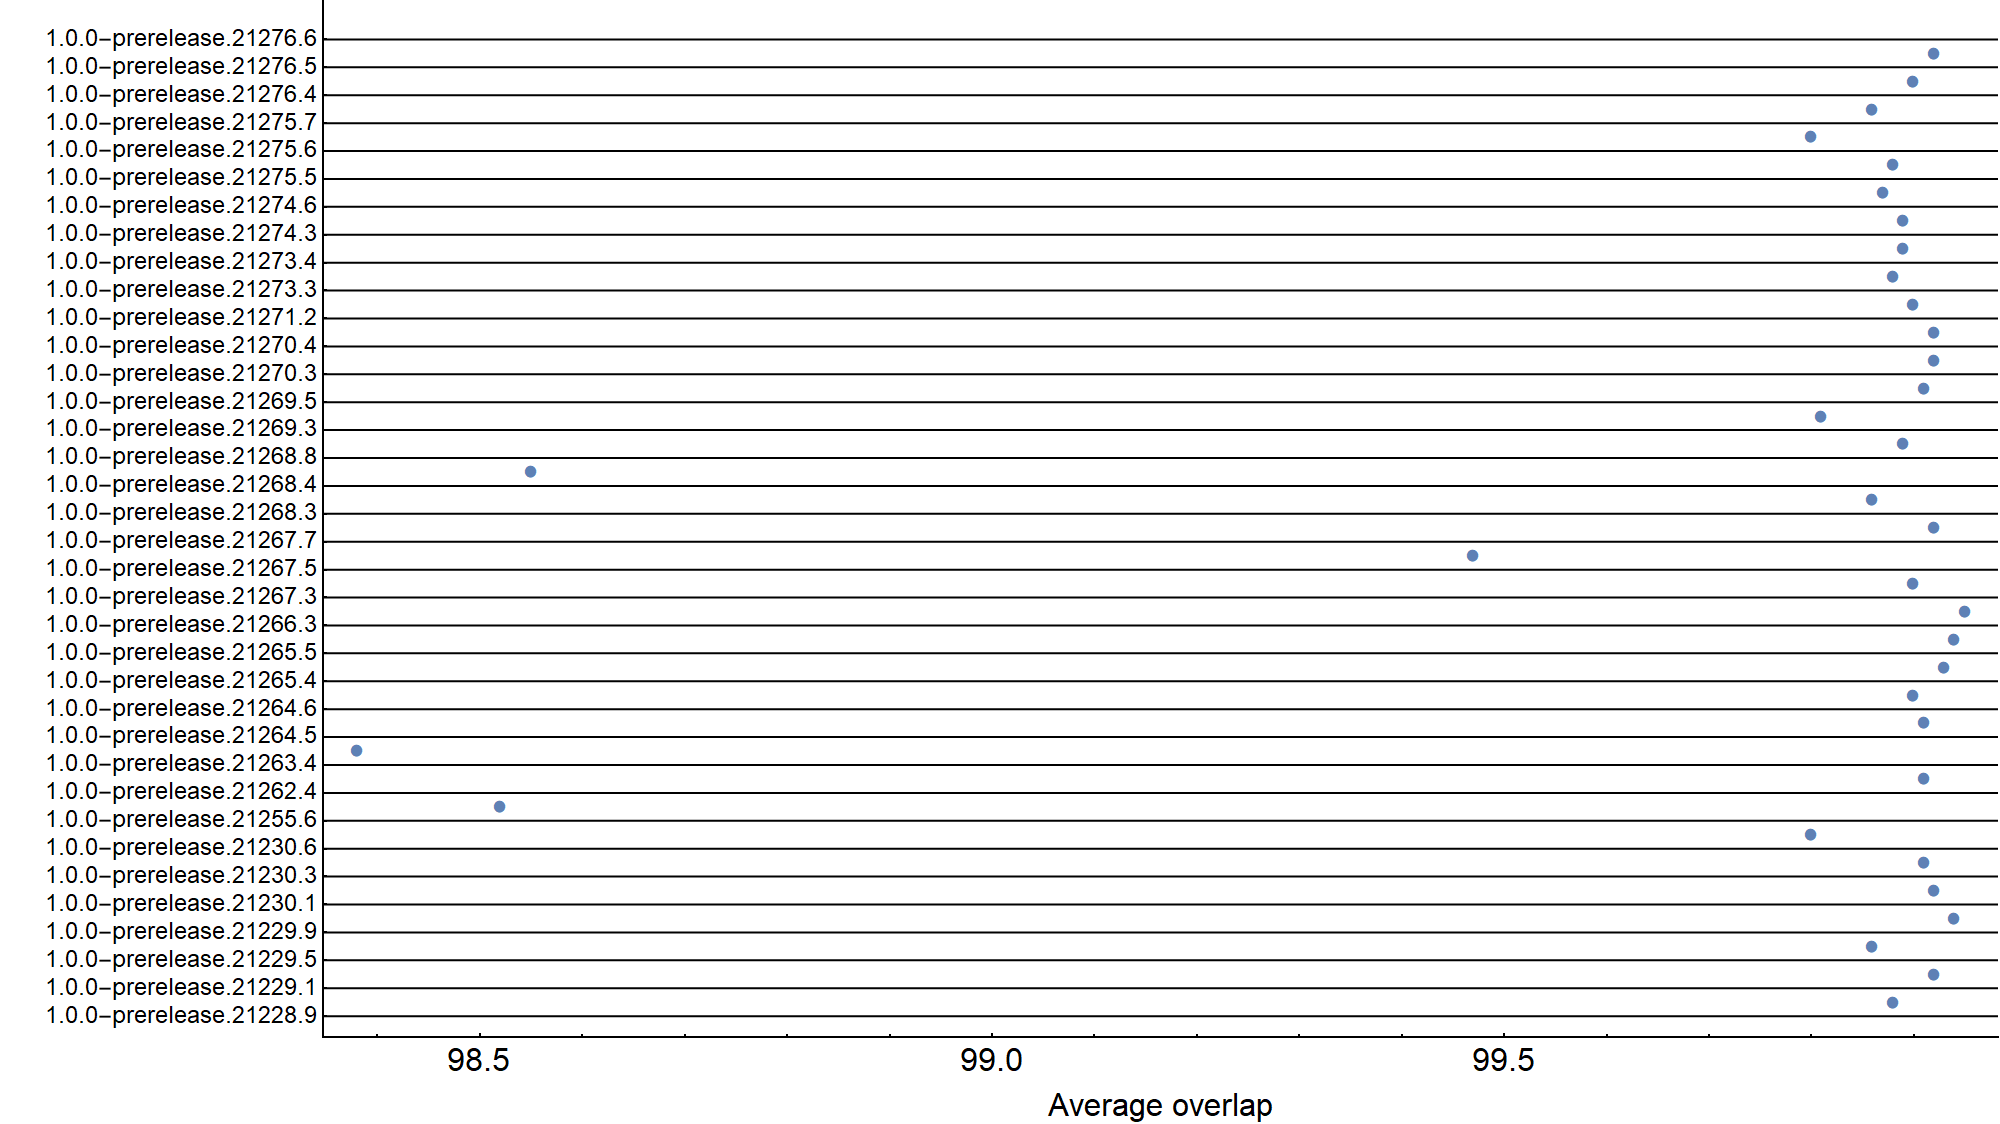 1.0.0−prerelease.21276.6
1.0.0−prerelease.21276.5
1.0.0−prerelease.21276.4
1.0.0−prerelease.21275.7
1.0.0−prerelease.21275.6
1.0.0−prerelease.21275.5
1.0.0−prerelease.21274.6
1.0.0−prerelease.21274.3
1.0.0−prerelease.21273.4
1.0.0−prerelease.21273.3
1.0.0−prerelease.21271.2
1.0.0−prerelease.21270.4
1.0.0−prerelease.21270.3
1.0.0−prerelease.21269.5
1.0.0−prerelease.21269.3
1.0.0−prerelease.21268.8
1.0.0−prerelease.21268.4
1.0.0−prerelease.21268.3
1.0.0−prerelease.21267.7
1.0.0−prerelease.21267.5
1.0.0−prerelease.21267.3
1.0.0−prerelease.21266.3
1.0.0−prerelease.21265.5
1.0.0−prerelease.21265.4
1.0.0−prerelease.21264.6
1.0.0−prerelease.21264.5
1.0.0−prerelease.21263.4
1.0.0−prerelease.21262.4
1.0.0−prerelease.21255.6
1.0.0−prerelease.21230.6
1.0.0−prerelease.21230.3
1.0.0−prerelease.21230.1
1.0.0−prerelease.21229.9
1.0.0−prerelease.21229.5
1.0.0−prerelease.21229.1
1.0.0−prerelease.21228.9
98.5 99.0 99.5
Average overlap